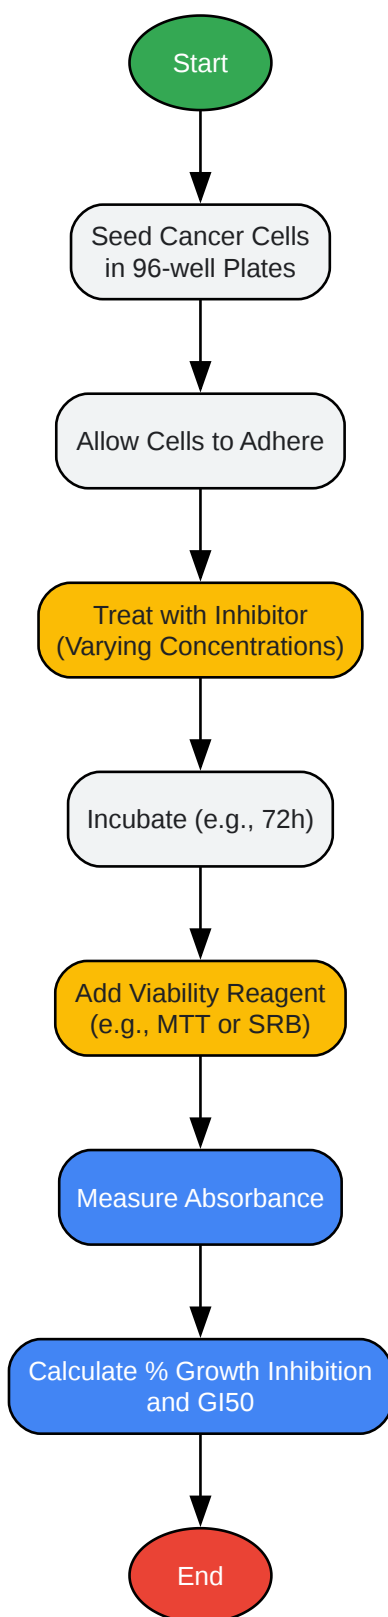 Start
Seed Cancer Cells
in 96-well Plates
Allow Cells to Adhere
Treat with Inhibitor
(Varying Concentrations)
Incubate (e.g., 72h)
Add Viability Reagent
(e.g., MTT or SRB)
Measure Absorbance
Calculate % Growth Inhibition
and GI50
End